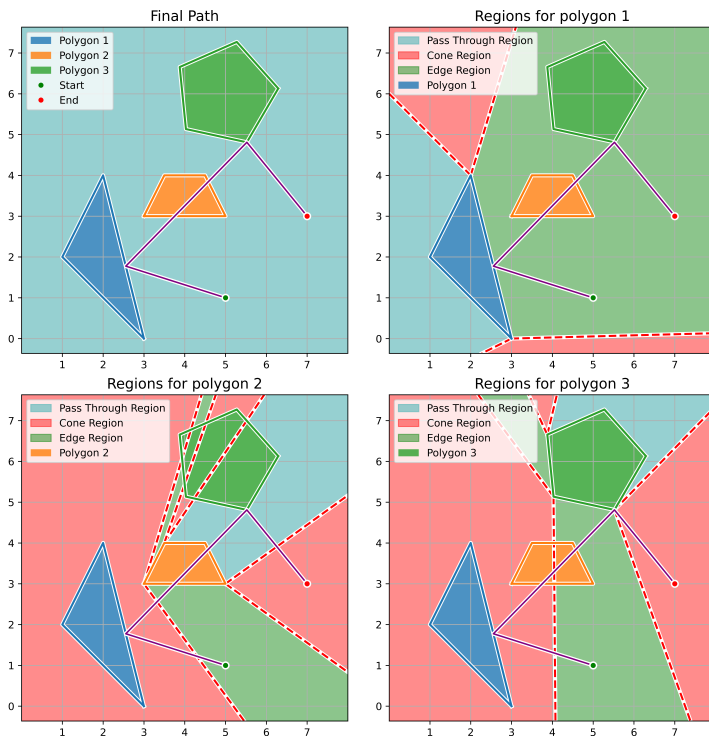 Final Path
Polygon 1
Polygon 2
Polygon 3
Start
End
7
6
5
4
3
2
1
0
1 2 3 4 5 6 7
Regions for polygon 1
Pass Through Region
Cone Region
Edge Region
Polygon 1
7
6
5
4
3
2
1
0
1 2 3 4 5 6 7
Regions for polygon 2
Pass Through Region
Cone Region
Edge Region
Polygon 2
7
6
5
4
3
2
1
0
1 2 3 4 5 6 7
Regions for polygon 3
Pass Through Region
Cone Region
Edge Region
Polygon 3
7
6
5
4
3
2
1
0
1 2 3 4 5 6 7